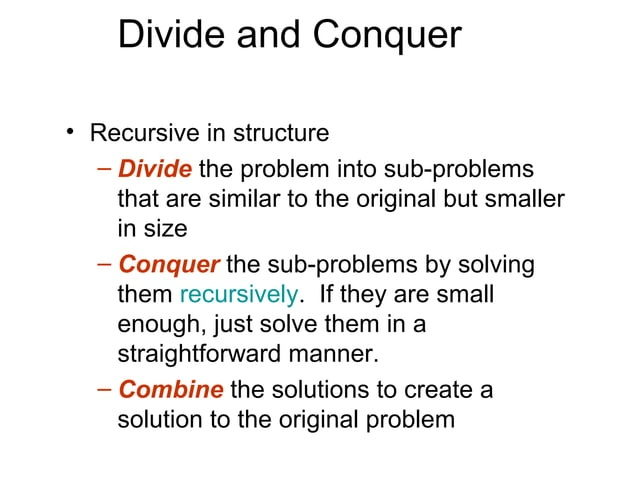 Divide and Conquer
• Recursive in structure
– Divide the problem into sub-problems
that are similar to the original but smaller
in size
– Conquer the sub-problems by solving
them recursively.  If they are small
enough, just solve them in a
straightforward manner.
– Combine the solutions to create a
solution to the original problem